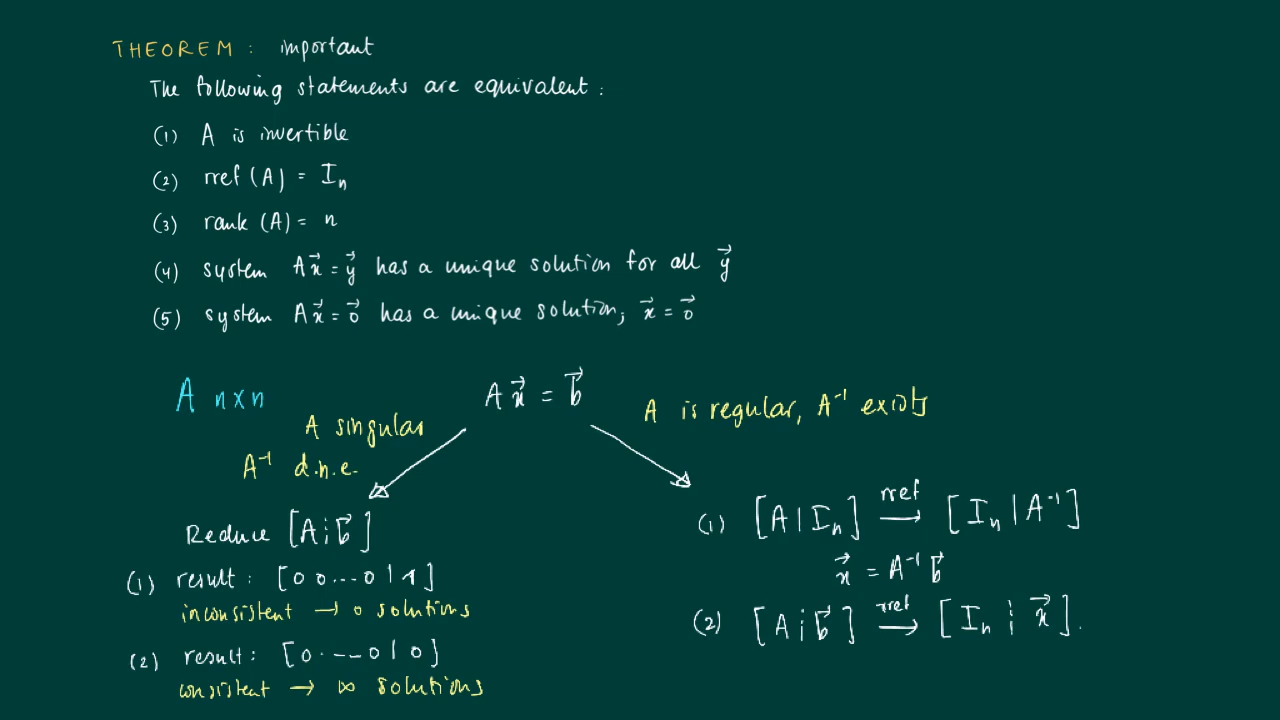 THEOREM : important
The following statements are equivalent :
(1) A is invertible
(2) rref (A) = Iₙ
(3) rank (A) = n
(4) system Ax⃗ = y⃗ has a unique solution for all y⃗
(5) system Ax⃗ = 0⃗ has a unique solution, x⃗ = 0⃗
A n×n
Ax⃗ = b⃗
A singular
A⁻¹ d.n.e.
A is regular, A⁻¹ exists
Reduce [A¦b⃗]
(1) result : [0 0 ... 0 | 1]
inconsistent → 0 solutions
(2) result : [0 . -- 0 | 0]
consistent → ∞ solutions
(1) [A | Iₙ] rref → [Iₙ | A⁻¹]
x⃗ = A⁻¹ b⃗
(2) [A ¦ b⃗] rref → [Iₙ ¦ x⃗].